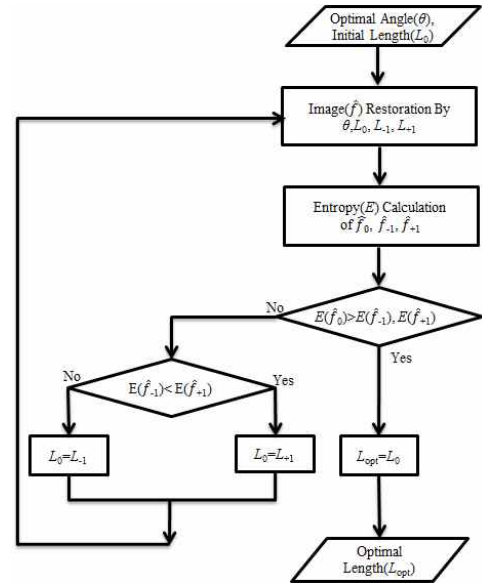 Optimal Angle(θ),
Initial Length(L₀)
Image(f̂) Restoration By
θ,L₀, L₋₁, L₊₁
Entropy(E) Calculation
of f̂₀, f̂₋₁, f̂₊₁
E(f̂₀)>E(f̂₋₁), E(f̂₊₁)
No
Yes
E(f̂₋₁)< E(f̂₊₁)
No
Yes
L₀=L₋₁
L₀=L₊₁
Lₒₚₜ=L₀
Optimal
Length(Lₒₚₜ)